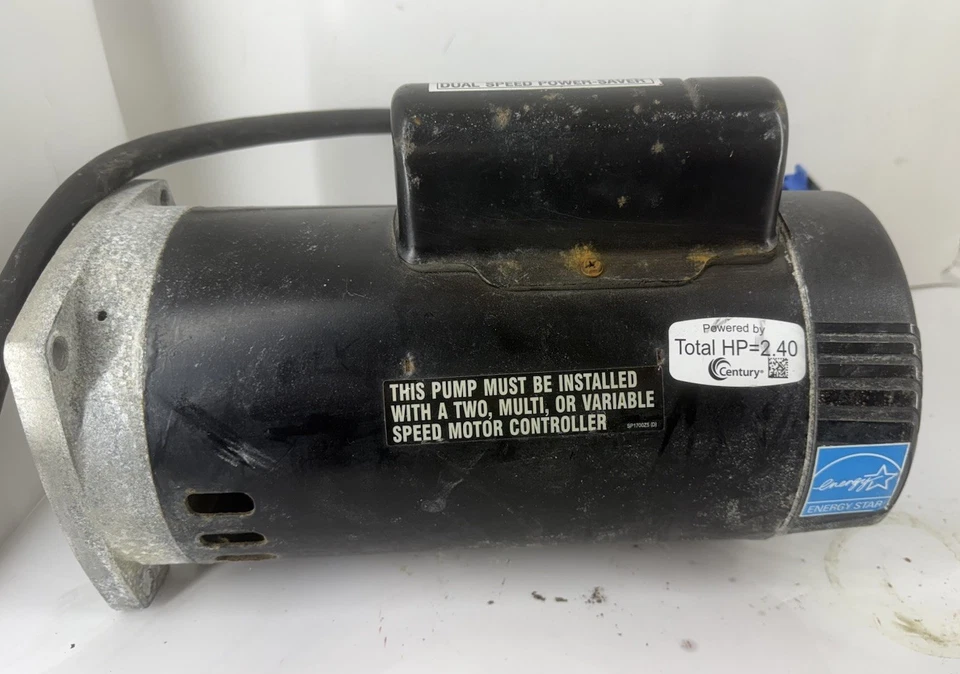 DUAL SPEED POWER-SAVER
Powered by
Total HP=2.40
Century®
THIS PUMP MUST BE INSTALLED
WITH A TWO, MULTI, OR VARIABLE
SPEED MOTOR CONTROLLER
energy
ENERGY STAR